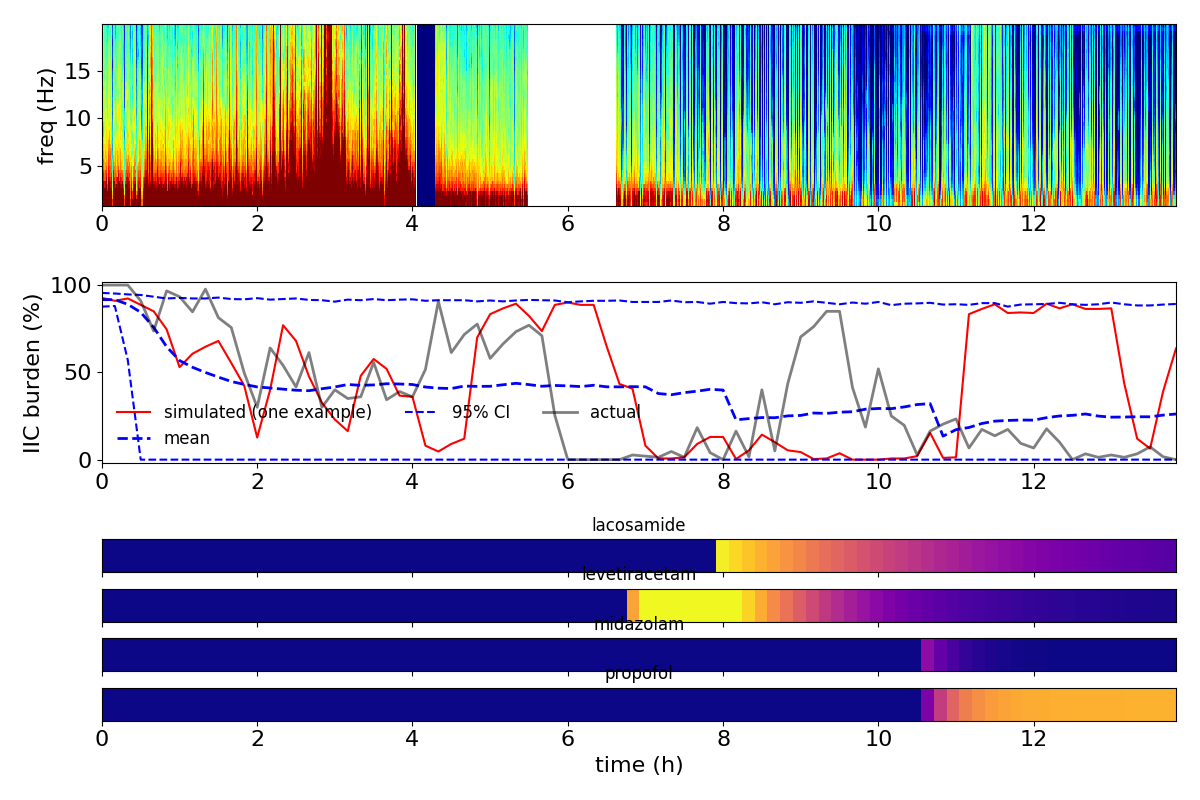 freq (Hz)
15
10
5
0 2 4 6 8 10 12
IIC burden (%)
100
50
0
simulated (one example) 95% CI actual
mean
0 2 4 6 8 10 12
lacosamide
levetiracetam
midazolam
propofol
0 2 4 6 8 10 12
time (h)